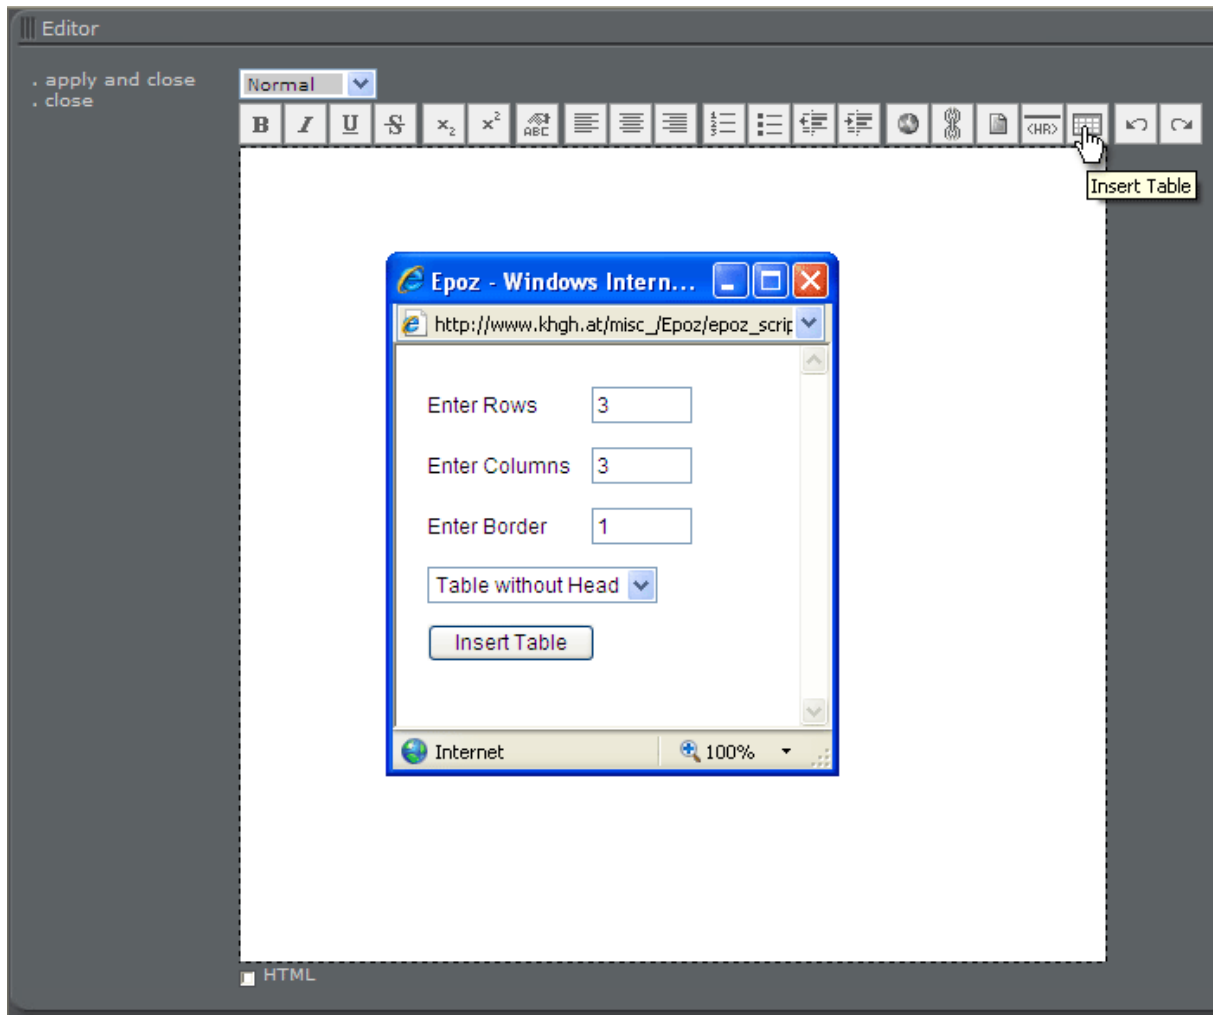 Editor
. apply and close
. close
Normal
B I U S x2 x2 ABC <HR>
Insert Table
Epoz - Windows Intern...
http://www.khgh.at/misc_/Epoz/epoz_scrip
Enter Rows 3
Enter Columns 3
Enter Border 1
Table without Head
Insert Table
Internet 100%
HTML